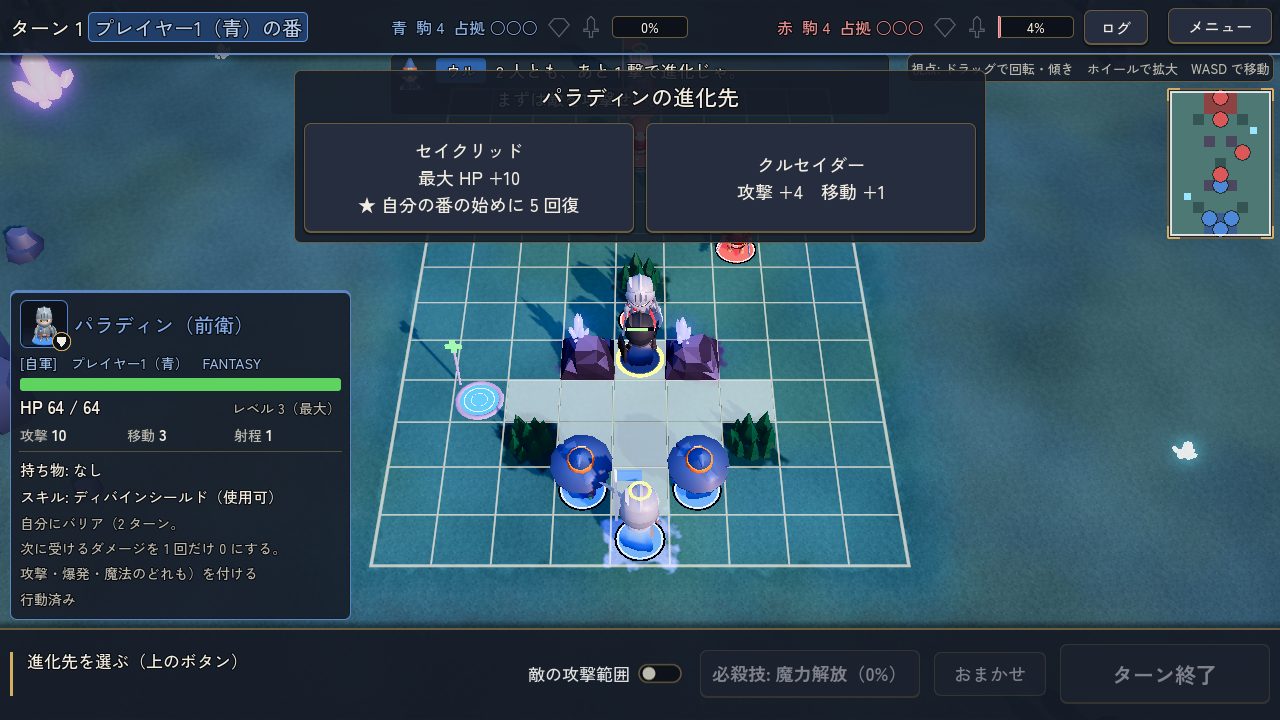 ターン 1 プレイヤー1（青）の番
青 駒 4 占拠 〇〇〇 0%
赤 駒 4 占拠 〇〇〇 4%
ログ
メニュー
ウル 2 人とも、あと 1 撃で進化じゃ。
視点: ドラッグで回転・傾き ホイールで拡大 WASD で移動
パラディンの進化先
セイクリッド
最大 HP +10
★ 自分の番の始めに 5 回復
クルセイダー
攻撃 +4 移動 +1
パラディン（前衛）
[自軍] プレイヤー1（青） FANTASY
HP 64 / 64 レベル 3（最大）
攻撃 10 移動 3 射程 1
持ち物: なし
スキル: ディバインシールド（使用可）
自分にバリア（2 ターン。
次に受けるダメージを 1 回だけ 0 にする。
攻撃・爆発・魔法のどれも）を付ける
行動済み
進化先を選ぶ（上のボタン）
敵の攻撃範囲
必殺技: 魔力解放（0%）
おまかせ
ターン終了